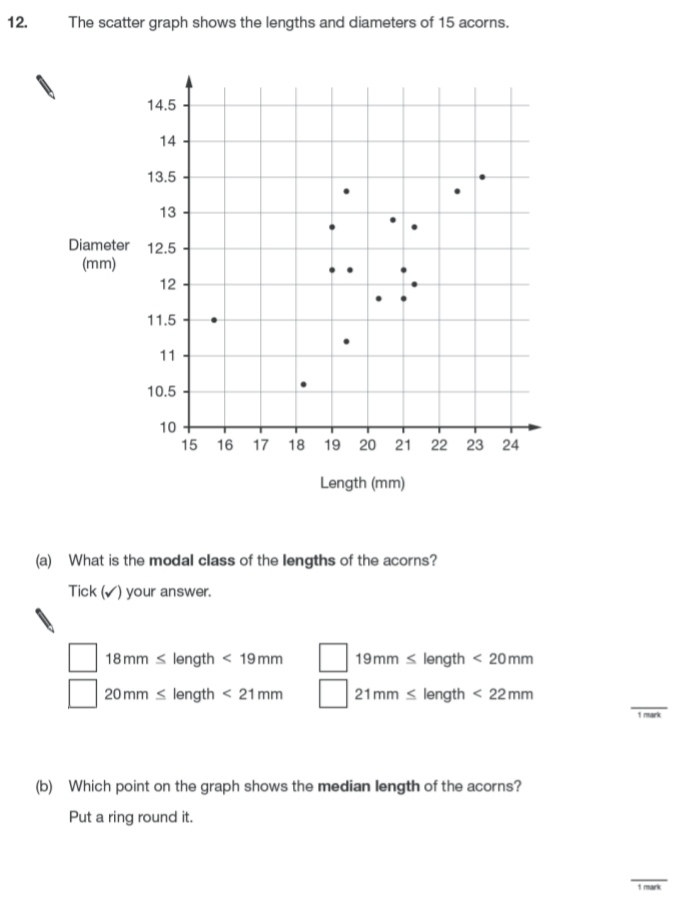 12. The scatter graph shows the lengths and diameters of 15 acorns.
14.5
14
13.5
13
Diameter 12.5
(mm)
12
11.5
11
10.5
10
15 16 17 18 19 20 21 22 23 24
Length (mm)
(a) What is the modal class of the lengths of the acorns?
Tick (✓) your answer.
18mm ≤ length < 19mm 19mm ≤ length < 20mm
20mm ≤ length < 21mm 21mm ≤ length < 22mm
1 mark
(b) Which point on the graph shows the median length of the acorns?
Put a ring round it.
1 mark